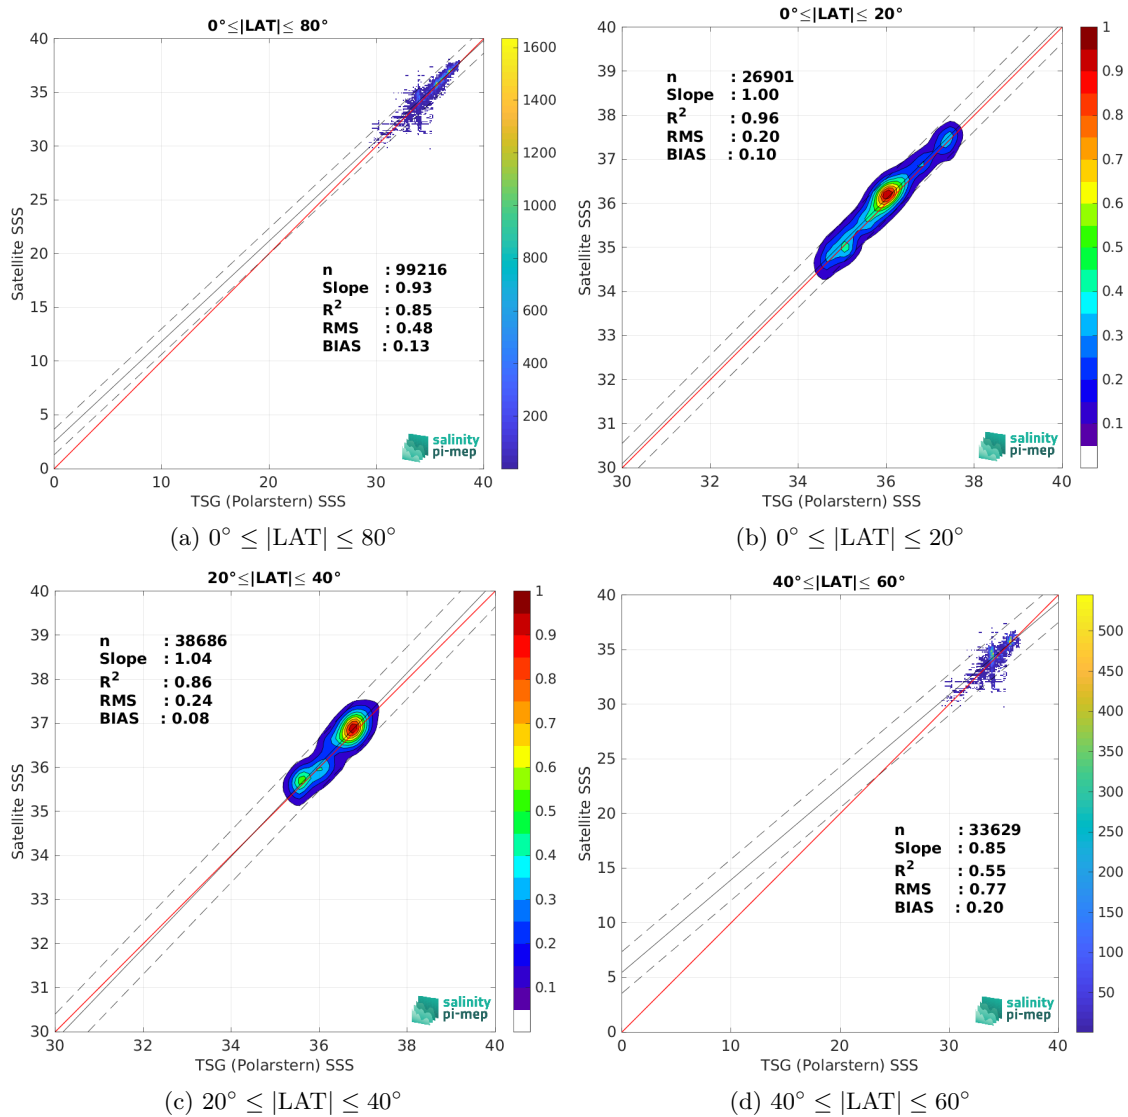 0°≤|LAT|≤ 80°
40
35
30
25
20
15
10
5
0
Satellite SSS
n : 99216
Slope : 0.93
R² : 0.85
RMS : 0.48
BIAS : 0.13
salinity
pi-mep
0 10 20 30 40
TSG (Polarstern) SSS
1600
1400
1200
1000
800
600
400
200
(a) 0° ≤ |LAT| ≤ 80°
0°≤|LAT|≤ 20°
40
39
38
37
36
35
34
33
32
31
30
Satellite SSS
n : 26901
Slope : 1.00
R² : 0.96
RMS : 0.20
BIAS : 0.10
salinity
pi-mep
30 32 34 36 38 40
TSG (Polarstern) SSS
1
0.9
0.8
0.7
0.6
0.5
0.4
0.3
0.2
0.1
(b) 0° ≤ |LAT| ≤ 20°
20°≤|LAT|≤ 40°
40
39
38
37
36
35
34
33
32
31
30
Satellite SSS
n : 38686
Slope : 1.04
R² : 0.86
RMS : 0.24
BIAS : 0.08
salinity
pi-mep
30 32 34 36 38 40
TSG (Polarstern) SSS
1
0.9
0.8
0.7
0.6
0.5
0.4
0.3
0.2
0.1
(c) 20° ≤ |LAT| ≤ 40°
40°≤|LAT|≤ 60°
40
35
30
25
20
15
10
5
0
Satellite SSS
n : 33629
Slope : 0.85
R² : 0.55
RMS : 0.77
BIAS : 0.20
salinity
pi-mep
0 10 20 30 40
TSG (Polarstern) SSS
500
450
400
350
300
250
200
150
100
50
(d) 40° ≤ |LAT| ≤ 60°